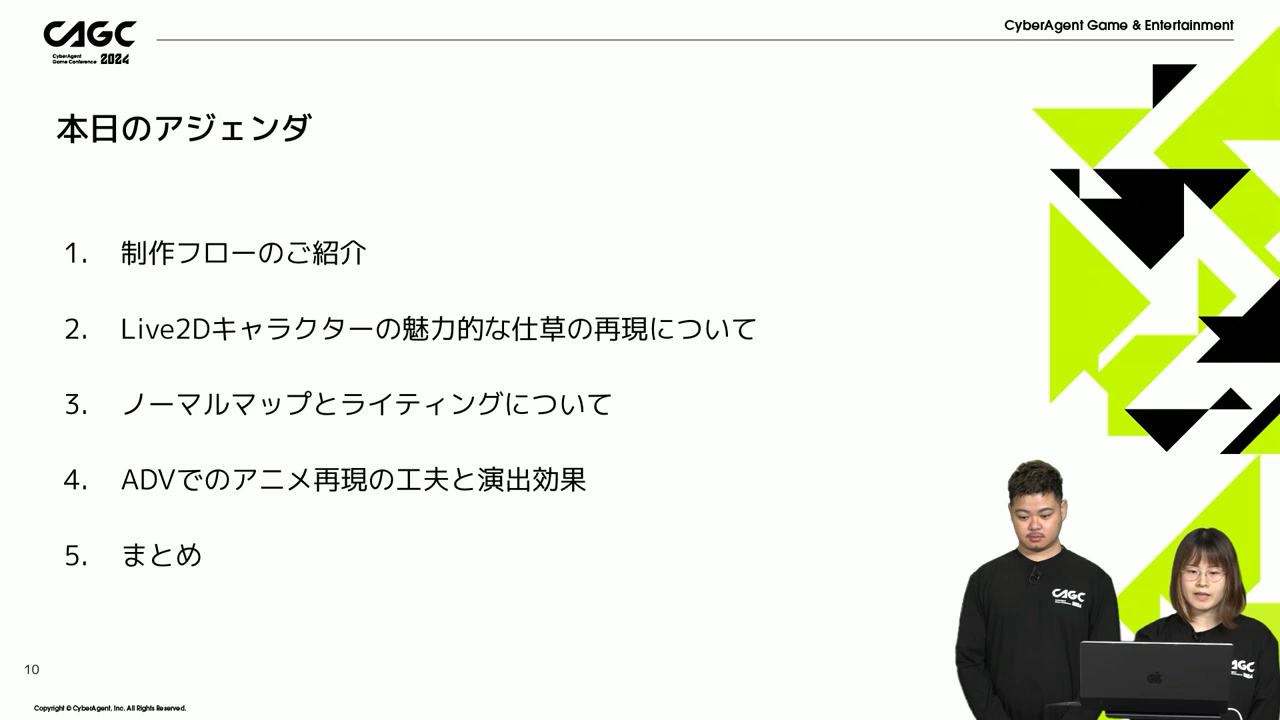 CAGC
CyberAgent
Game Conference 2024
CyberAgent Game & Entertainment
本日のアジェンダ
1. 制作フローのご紹介
2. Live2Dキャラクターの魅力的な仕草の再現について
3. ノーマルマップとライティングについて
4. ADVでのアニメ再現の工夫と演出効果
5. まとめ
CAGC
2024
AGC
2024
10
Copyright © CyberAgent, Inc. All Rights Reserved.